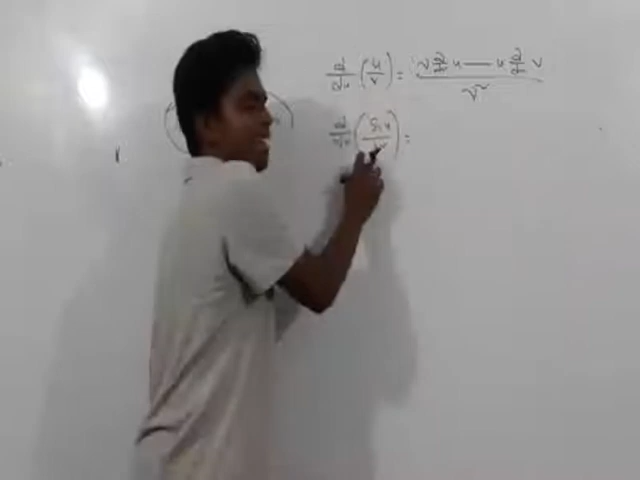 d/dx (u/v) = v d/dx u — u d/dx v / v²
d/dx (Sin x /